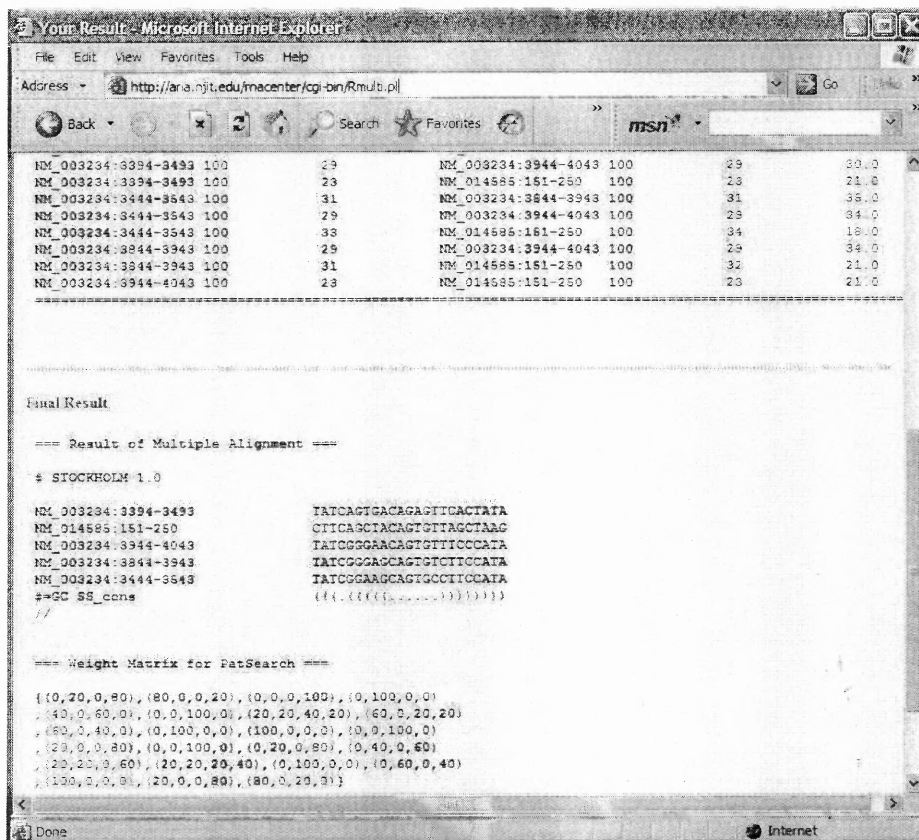 Your Result - Microsoft Internet Explorer
File Edit View Favorites Tools Help
Address http://aria.njit.edu/rnacenter/cgi-bin/Rmulti.pl Go
Back Search Favorites msn
NM_003234:3394-3493 100 29 NM_003234:3944-4043 100 29 30.0
NM_003234:3394-3493 100 23 NM_014585:151-250 100 23 21.0
NM_003234:3444-3543 100 31 NM_003234:3844-3943 100 31 35.0
NM_003234:3444-3543 100 29 NM_003234:3944-4043 100 29 34.0
NM_003234:3444-3543 100 33 NM_014585:151-250 100 34 18.0
NM_003234:3844-3943 100 29 NM_003234:3944-4043 100 29 34.0
NM_003234:3844-3943 100 31 NM_014585:151-250 100 32 21.0
NM_003234:3944-4043 100 23 NM_014585:151-250 100 23 21.0
Final Result
=== Result of Multiple Alignment ===
# STOCKHOLM 1.0
NM_003234:3394-3493 TATCAGTGACAGAGTTCACTATA
NM_014585:151-250 CTTCAGCTACAGTGTTAGCTAAG
NM_003234:3944-4043 TATCGGGAACAGTGTTTCCCATA
NM_003234:3844-3943 TATCGGGAGCAGTGTCTTCCATA
NM_003234:3444-3543 TATCGGAAGCAGTGCCTTCCATA
#=GC SS_cons (((.(((((......))))))))
//
=== Weight Matrix for PatSearch ===
{(0,20,0,80),(80,0,0,20),(0,0,0,100),(0,100,0,0)
,(40,0,60,0),(0,0,100,0),(20,20,40,20),(60,0,20,20)
,(60,0,40,0),(0,100,0,0),(100,0,0,0),(0,0,100,0)
,(20,0,0,80),(0,0,100,0),(0,20,0,80),(0,40,0,60)
,(20,20,0,60),(20,20,20,40),(0,100,0,0),(0,60,0,40)
,(100,0,0,0),(20,0,0,80),(80,0,20,0)}
Done Internet